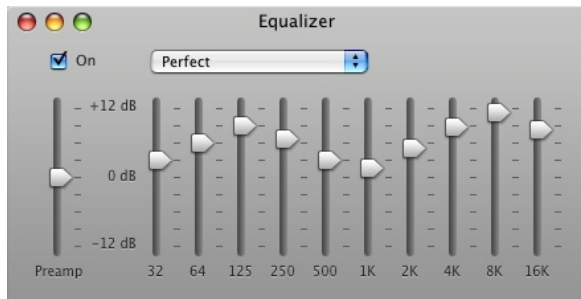 Equalizer
On Perfect
+12 dB
0 dB
-12 dB
Preamp 32 64 125 250 500 1K 2K 4K 8K 16K